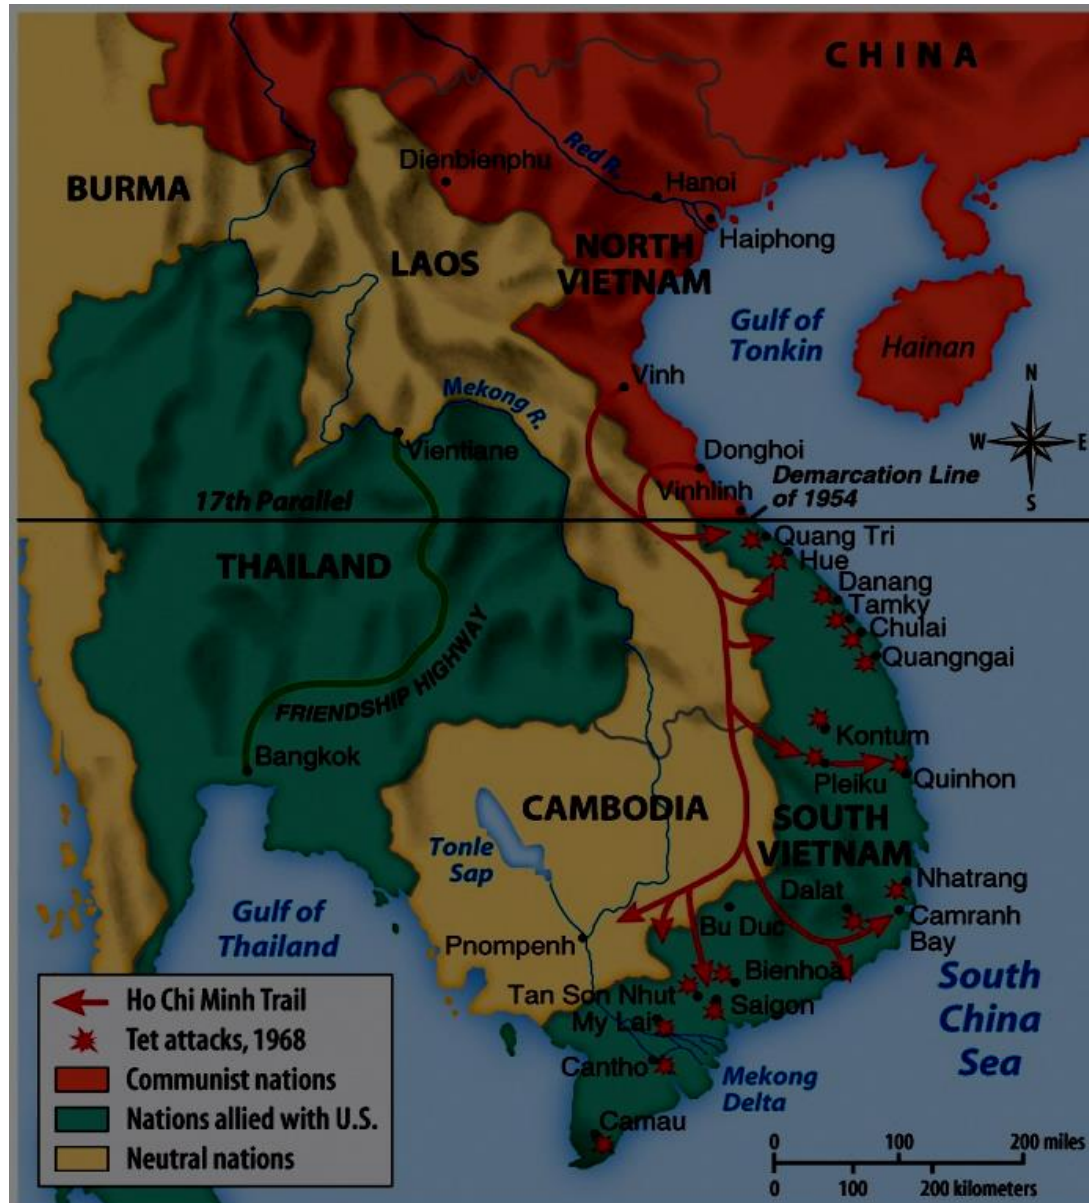 CHINA
BURMA
Dienbienphu
Red R.
Hanoi
Haiphong
LAOS
NORTH
VIETNAM
Gulf of
Tonkin
Hainan
N
W
E
S
Mekong R.
Vinh
Vientiane
Donghoi
Vinhlinh
Demarcation Line
of 1954
17th Parallel
THAILAND
Quang Tri
Hue
Danang
Tamky
Chulai
Quangngai
FRIENDSHIP HIGHWAY
Bangkok
Kontum
Pleiku
Quinhon
CAMBODIA
SOUTH
VIETNAM
Tonle
Sap
Dalat
Nhatrang
Gulf of
Thailand
Pnompenh
Bu Duc
Camranh
Bay
Bienhoa
Tan Son Nhut
Saigon
My Lai
South
China
Sea
Cantho
Mekong
Delta
Camau
Ho Chi Minh Trail
Tet attacks, 1968
Communist nations
Nations allied with U.S.
Neutral nations
0 100 200 miles
0 100 200 kilometers